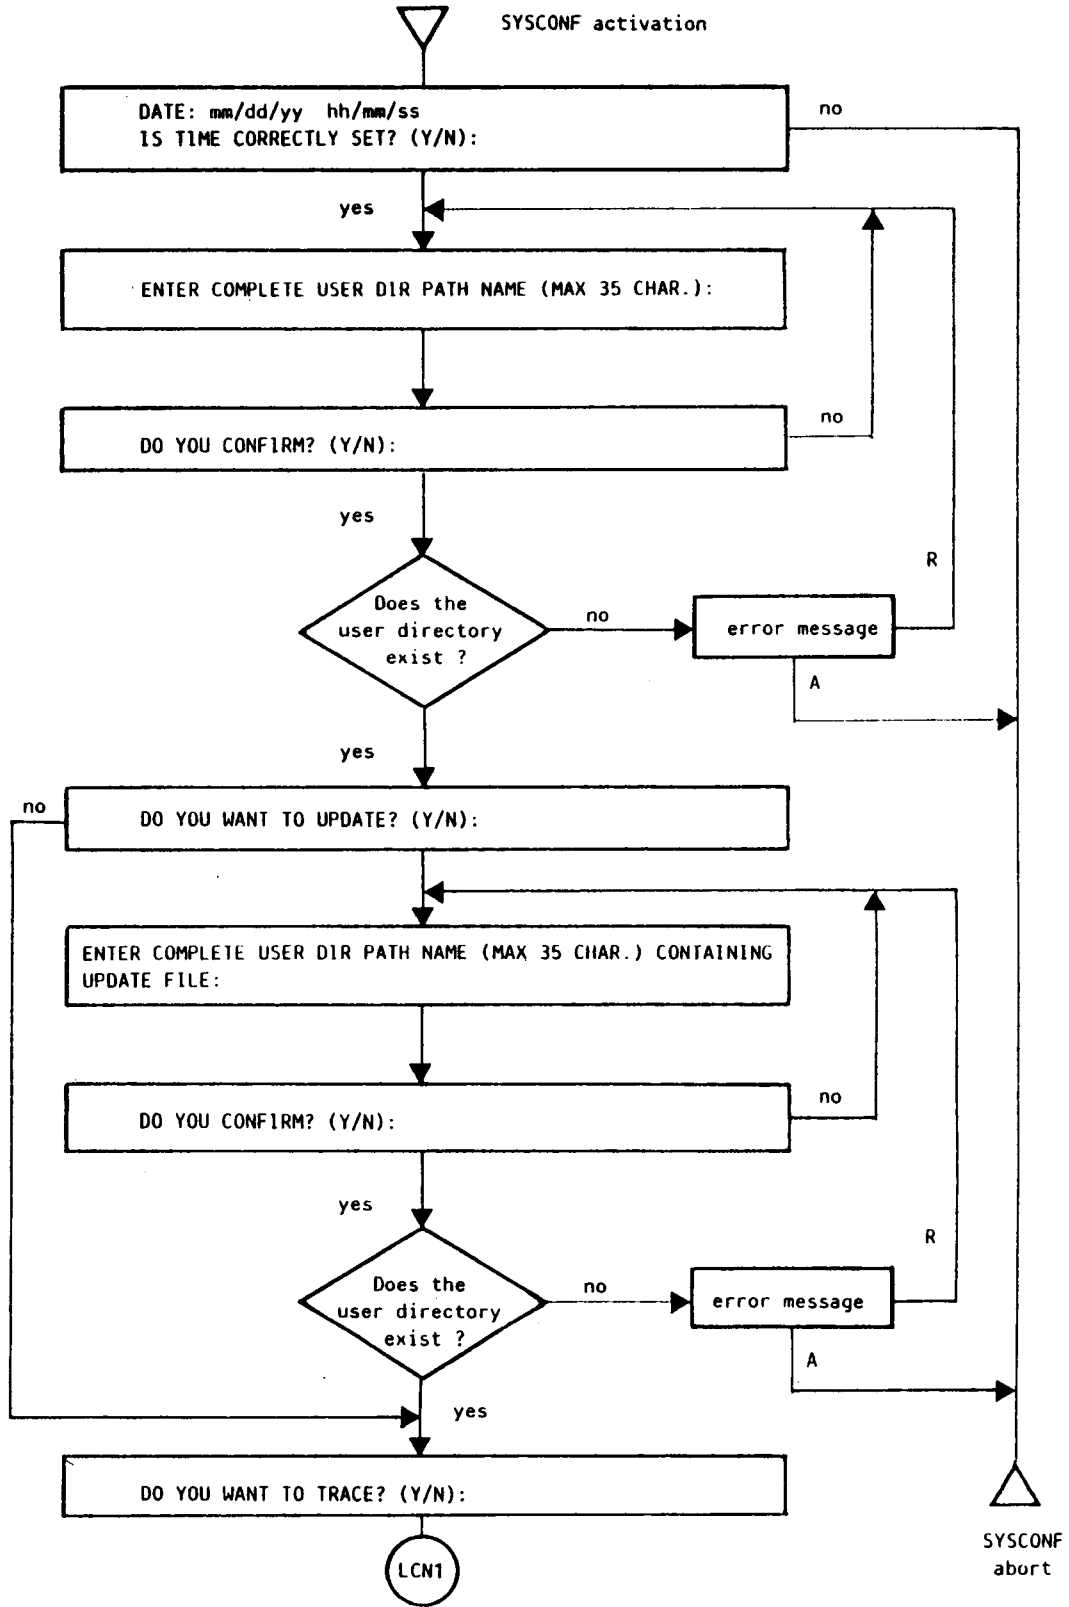 SYSCONF activation
DATE: mm/dd/yy hh/mm/ss
IS TIME CORRECTLY SET? (Y/N):
no
yes
ENTER COMPLETE USER DIR PATH NAME (MAX 35 CHAR.):
no
DO YOU CONFIRM? (Y/N):
yes
R
Does the
user directory
exist ?
no
error message
A
yes
no
DO YOU WANT TO UPDATE? (Y/N):
ENTER COMPLETE USER DIR PATH NAME (MAX 35 CHAR.) CONTAINING
UPDATE FILE:
no
DO YOU CONFIRM? (Y/N):
yes
R
Does the
user directory
exist ?
no
error message
A
yes
DO YOU WANT TO TRACE? (Y/N):
LCN1
SYSCONF
abort